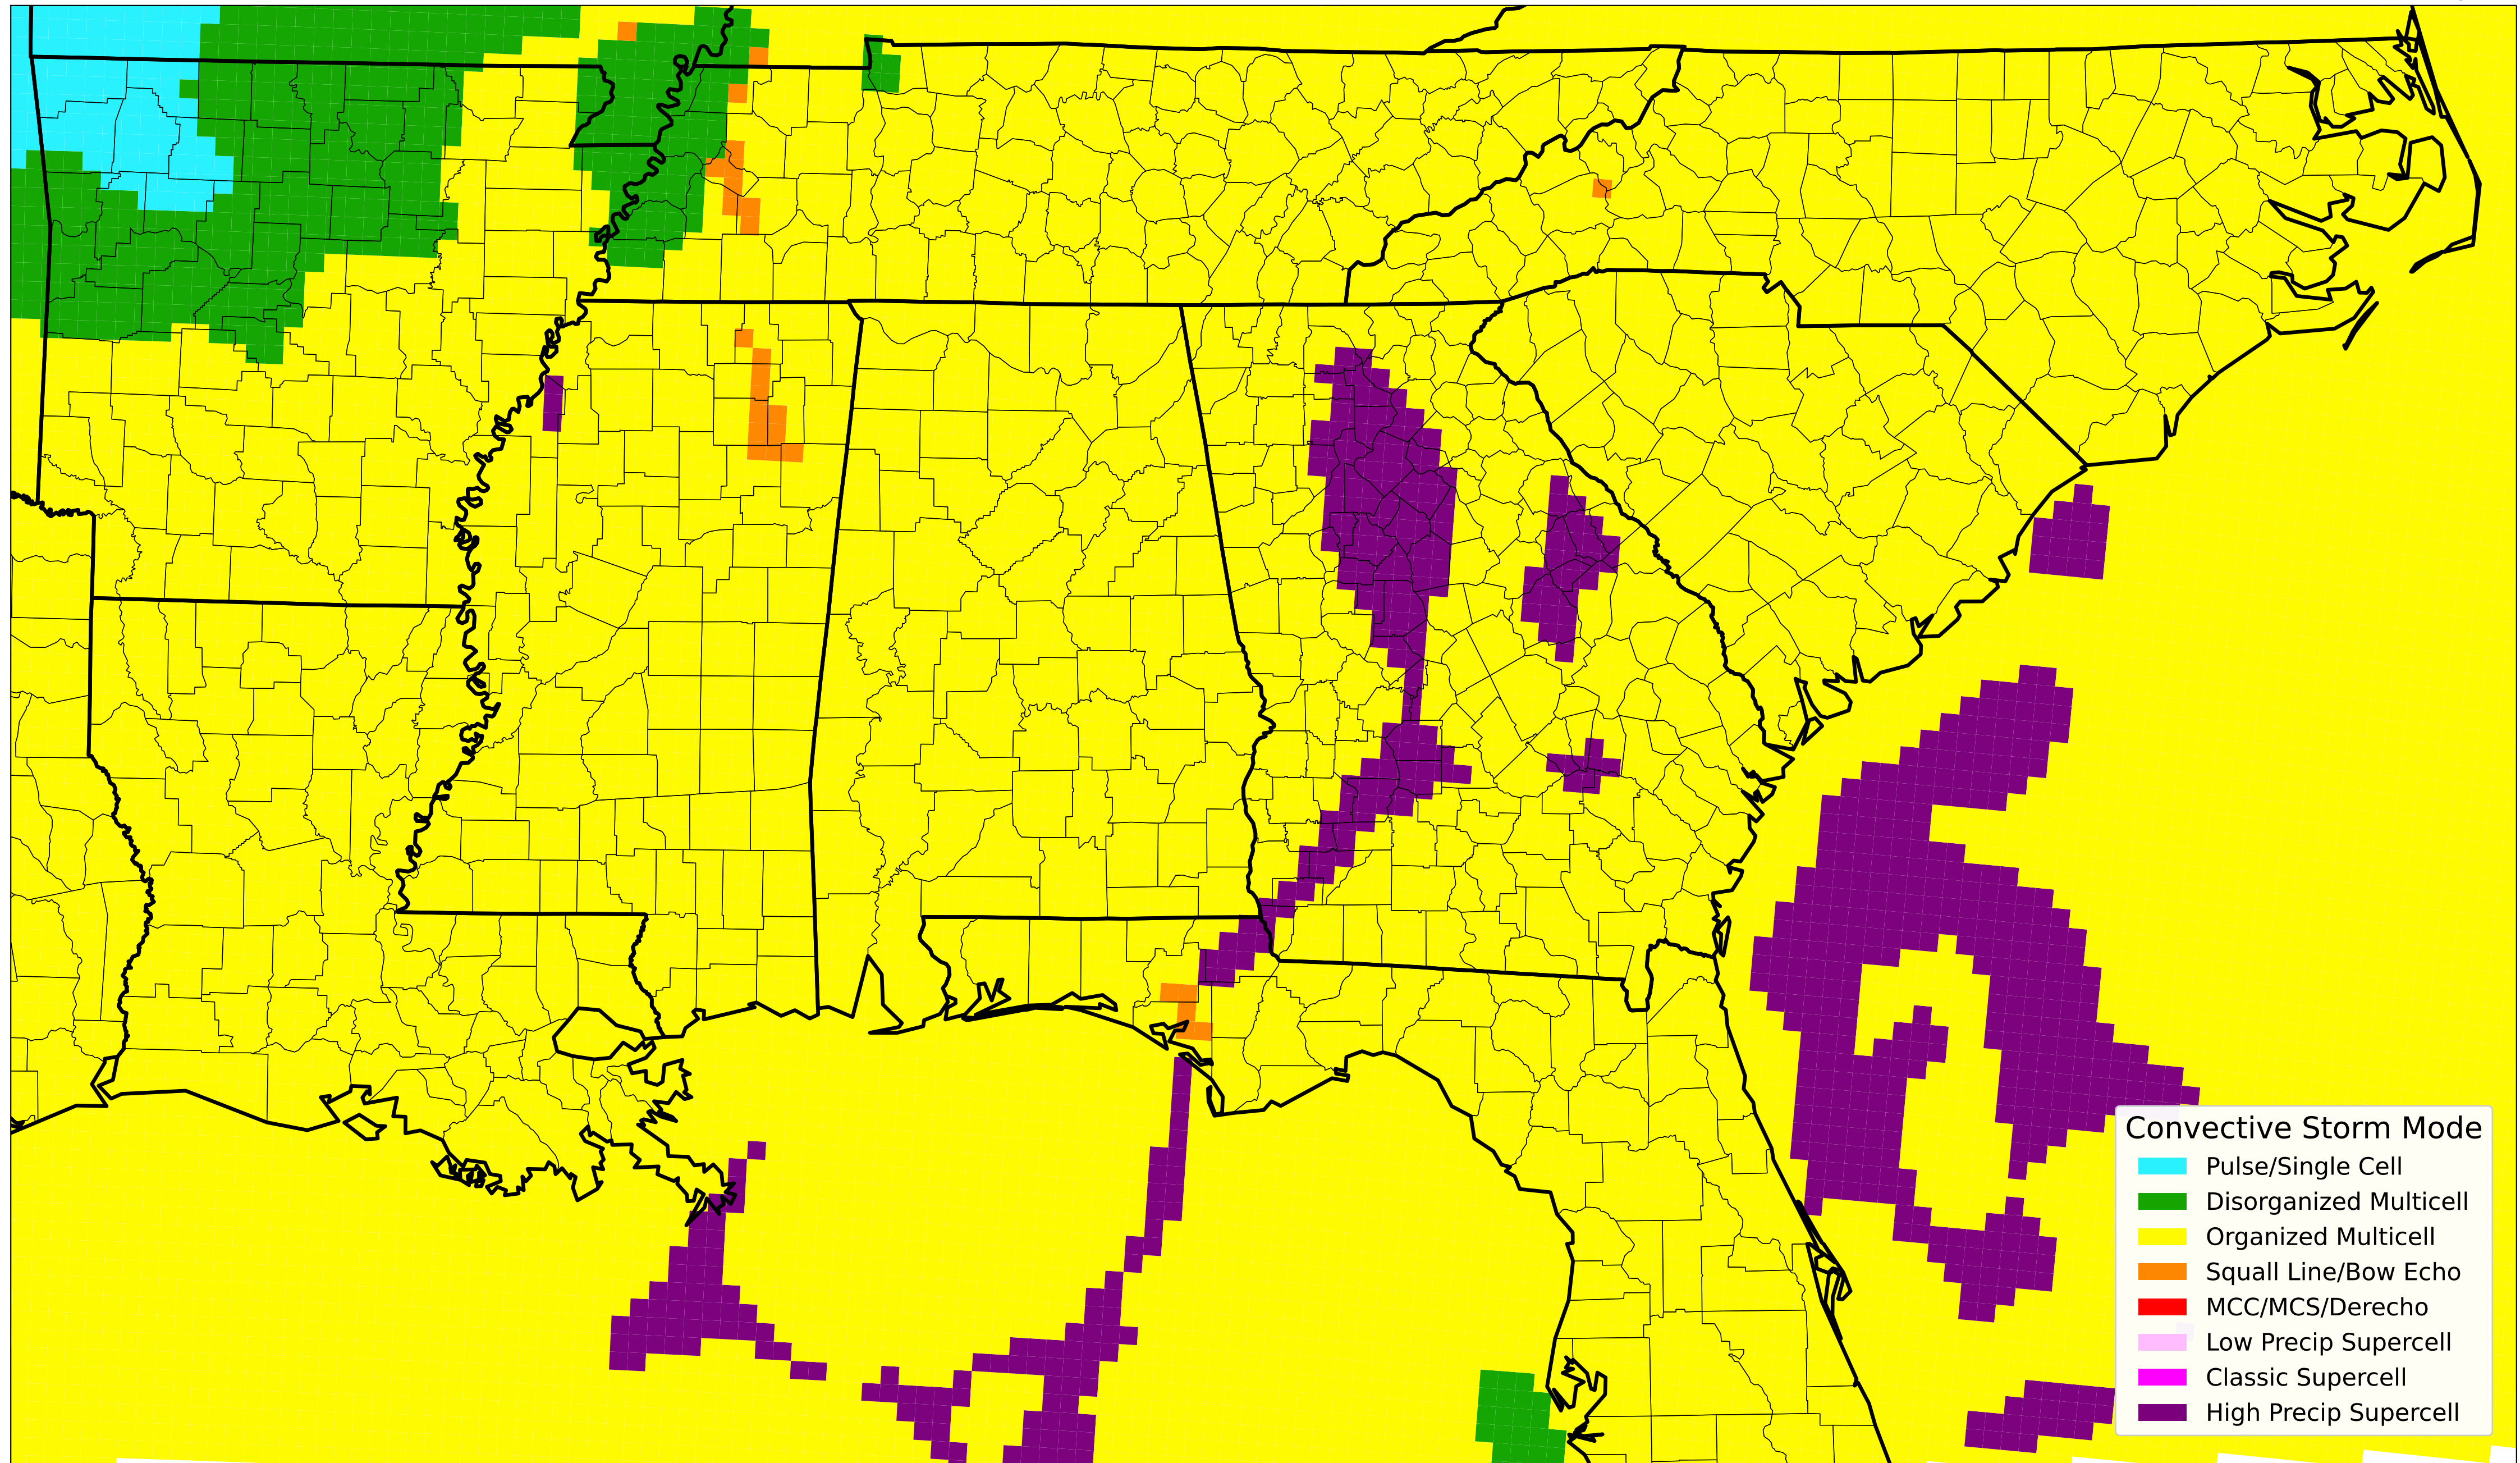 Convective Storm Mode
Pulse/Single Cell
Disorganized Multicell
Organized Multicell
Squall Line/Bow Echo
MCC/MCS/Derecho
Low Precip Supercell
Classic Supercell
High Precip Supercell